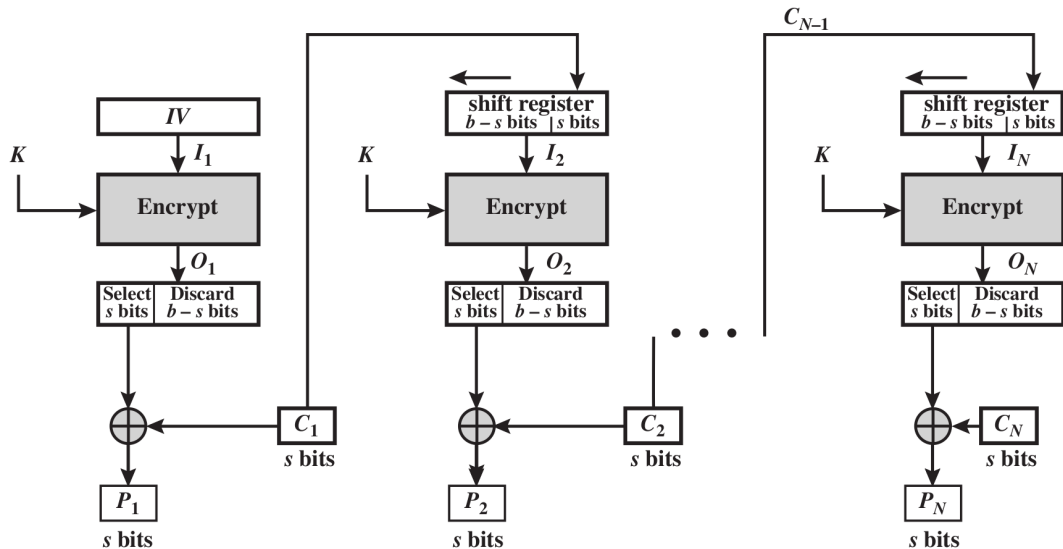 C_{N-1}
IV
shift register
b – s bits | s bits
shift register
b – s bits | s bits
K
I_1
K
I_2
K
I_N
Encrypt
Encrypt
Encrypt
O_1
O_2
O_N
Select
s bits
Discard
b – s bits
Select
s bits
Discard
b – s bits
Select
s bits
Discard
b – s bits
• • •
C_1
s bits
C_2
s bits
C_N
s bits
P_1
s bits
P_2
s bits
P_N
s bits